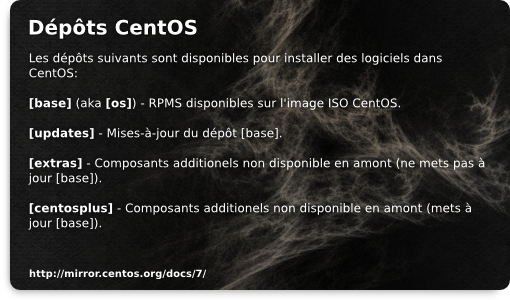 Dépôts CentOS
Les dépôts suivants sont disponibles pour installer des logiciels dans
CentOS:
[base] (aka [os]) - RPMS disponibles sur l'image ISO CentOS.
[updates] - Mises-à-jour du dépôt [base].
[extras] - Composants additionels non disponible en amont (ne mets pas à
jour [base]).
[centosplus] - Composants additionels non disponible en amont (mets à
jour [base]).
http://mirror.centos.org/docs/7/